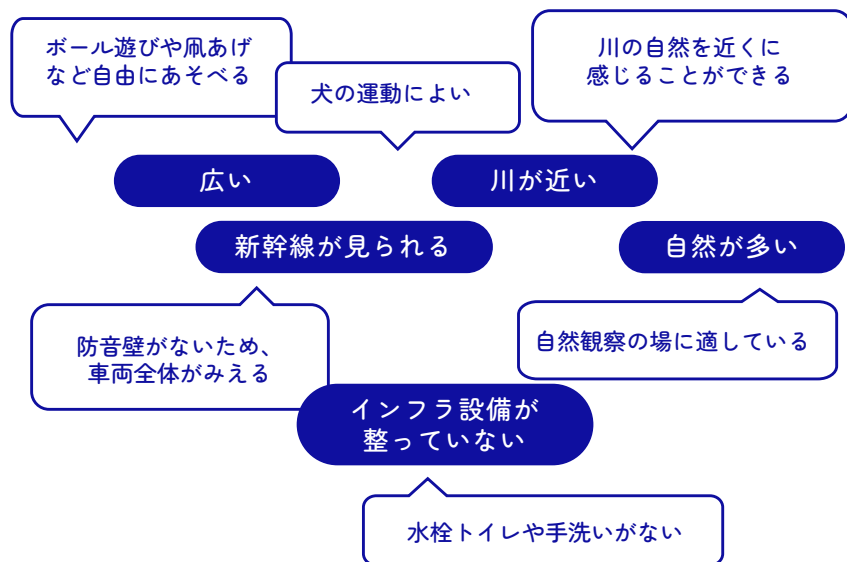 ボール遊びや凧あげ
など自由にあそべる
犬の運動によい
川の自然を近くに
感じることができる
広い
川が近い
新幹線が見られる
自然が多い
防音壁がないため、
車両全体がみえる
自然観察の場に適している
インフラ設備が
整っていない
水栓トイレや手洗いがない